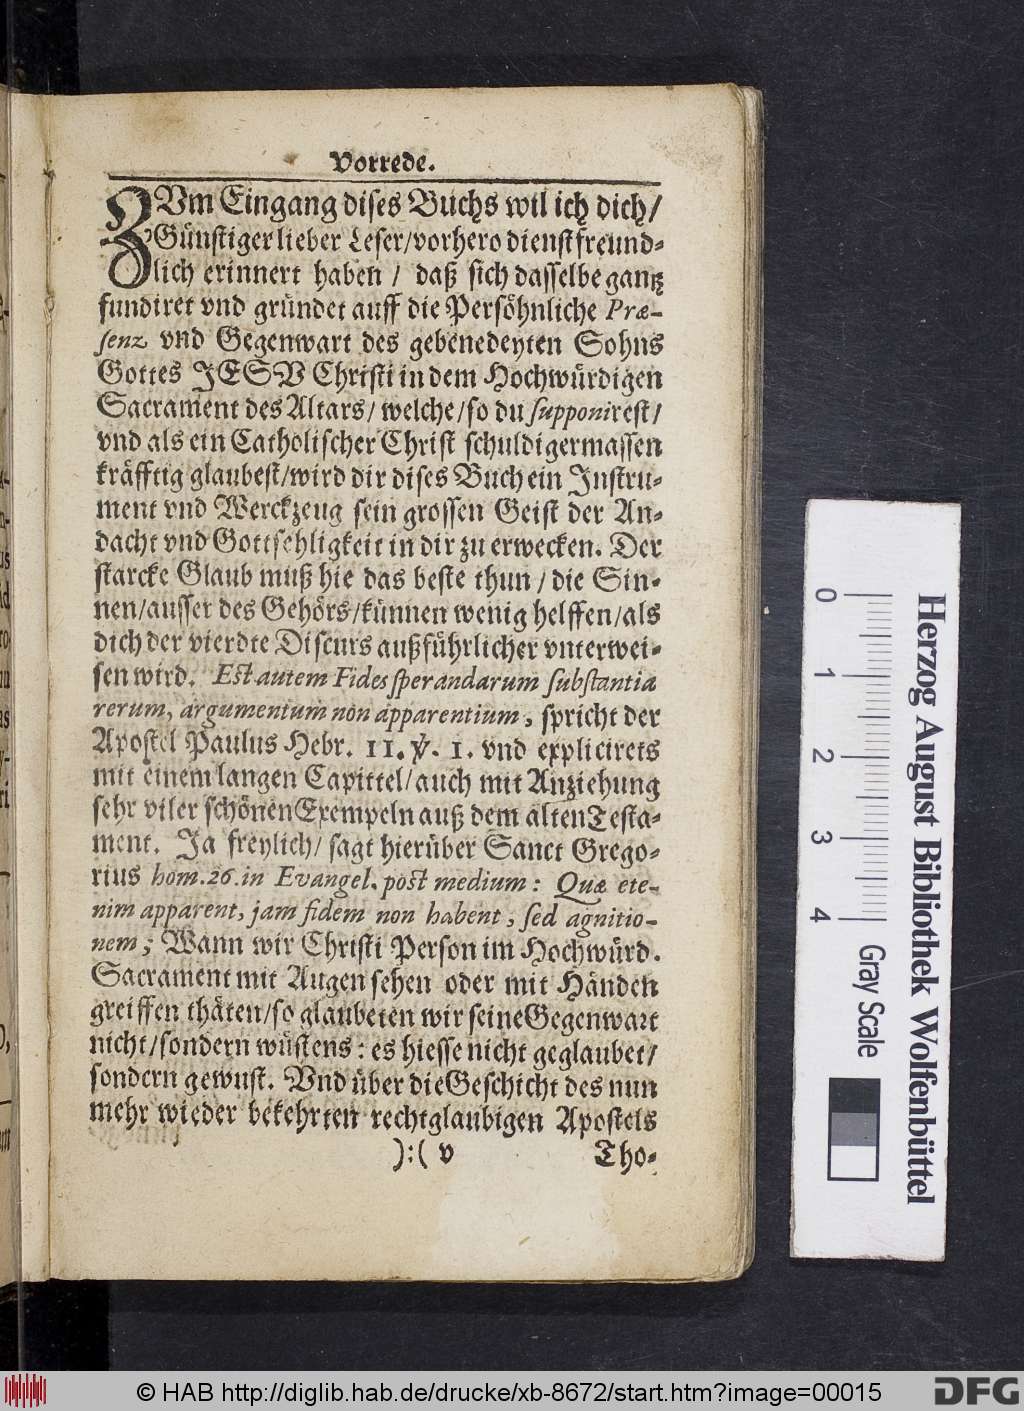 Vorrede.
ZVm Eingang dises Buchs wil ich dich/
Günstiger lieber Leser/vorhero dienstfreund-
lich erinnert haben / daß sich dasselbe gantz
fundiret vnd gründet auff die Persöhnliche Præ-
senz vnd Gegenwart des gebenedeyten Sohns
Gottes JESV Christi in dem Hochwürdigen
Sacrament des Altars/ welche/so du supponirest/
vnd als ein Catholischer Christ schuldigermassen
kräfftig glaubest/wird dir dises Buch ein Instru-
ment vnd Werckzeug sein grossen Geist der An-
dacht vnd Gottsehligkeit in dir zu erwecken. Der
starcke Glaub muß hie das beste thun / die Sin-
nen/ausser des Gehörs/künnen wenig helffen/als
dich der vierdte Discurs außführlicher vnterwei-
sen wird. Est autem Fides sperandarum substantia
rerum, argumentum non apparentium, spricht der
Apostel Paulus Hebr. 11. ℣. 1. vnd explicirets
mit einem langen Capittel/auch mit Anziehung
sehr viler schönen Exempeln auß dem alten Testa-
ment. Ja freylich/ sagt hierüber Sanct Grego-
rius hom. 26. in Evangel. post medium: Quæ ete-
nim apparent, jam fidem non habent, sed agnitio-
nem; Wann wir Christi Person im Hochwürd.
Sacrament mit Augen sehen oder mit Händen
greiffen thäten/so glaubeten wir seine Gegenwart
nicht/sondern wüstens: es hiesse nicht geglaubet/
sondern gewust. Vnd über die Geschicht des nun
mehr wieder bekehrten rechtglaubigen Apostels
):( v Tho-
0 1 2 3 4 Gray Scale
Herzog August Bibliothek Wolfenbüttel
© HAB http://diglib.hab.de/drucke/xb-8672/start.htm?image=00015
DFG